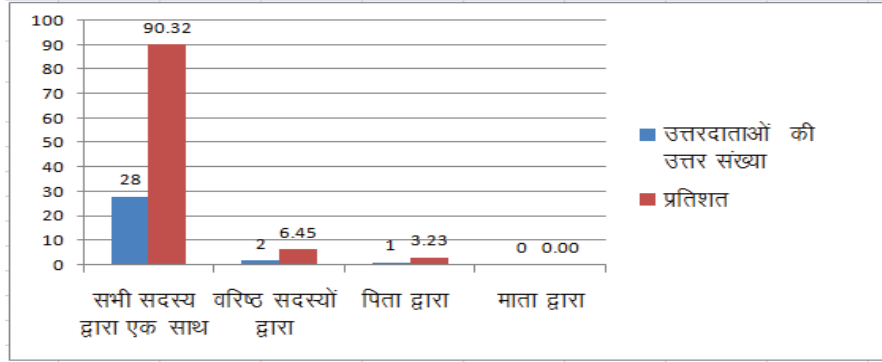 100
90
80
70
60
50
40
30
20
10
0
28
90.32
2
6.45
1
3.23
0
0.00
सभी सदस्य
द्वारा एक साथ
वरिष्ठ सदस्यों
द्वारा
पिता द्वारा
माता द्वारा
उत्तरदाताओं की
उत्तर संख्या
प्रतिशत